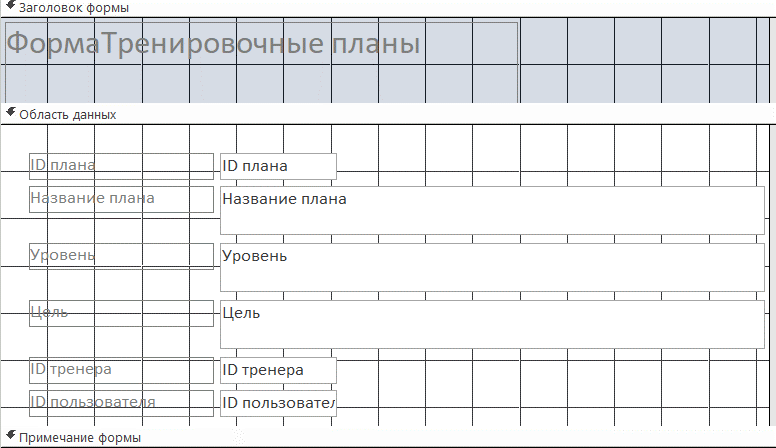 Заголовок формы
ФормаТренировочные планы
Область данных
ID плана ID плана
Название плана Название плана
Уровень Уровень
Цель Цель
ID тренера ID тренера
ID пользователя ID пользовател
Примечание формы